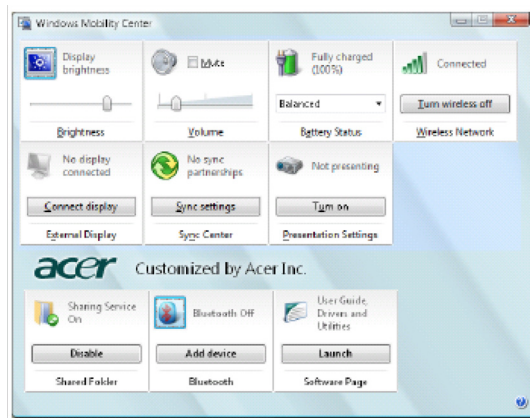 Windows Mobility Center
Display
brightness
Brightness
Mute
Volume
Fully charged
(100%)
Balanced
Battery Status
Connected
Turn wireless off
Wireless Network
No display
connected
Connect display
External Display
No sync
partnerships
Sync settings
Sync Center
Not presenting
Turn on
Presentation Settings
acer Customized by Acer Inc.
Sharing Service
On
Disable
Shared Folder
Bluetooth Off
Add device
Bluetooth
User Guide,
Drivers and
Utilities
Launch
Software Page